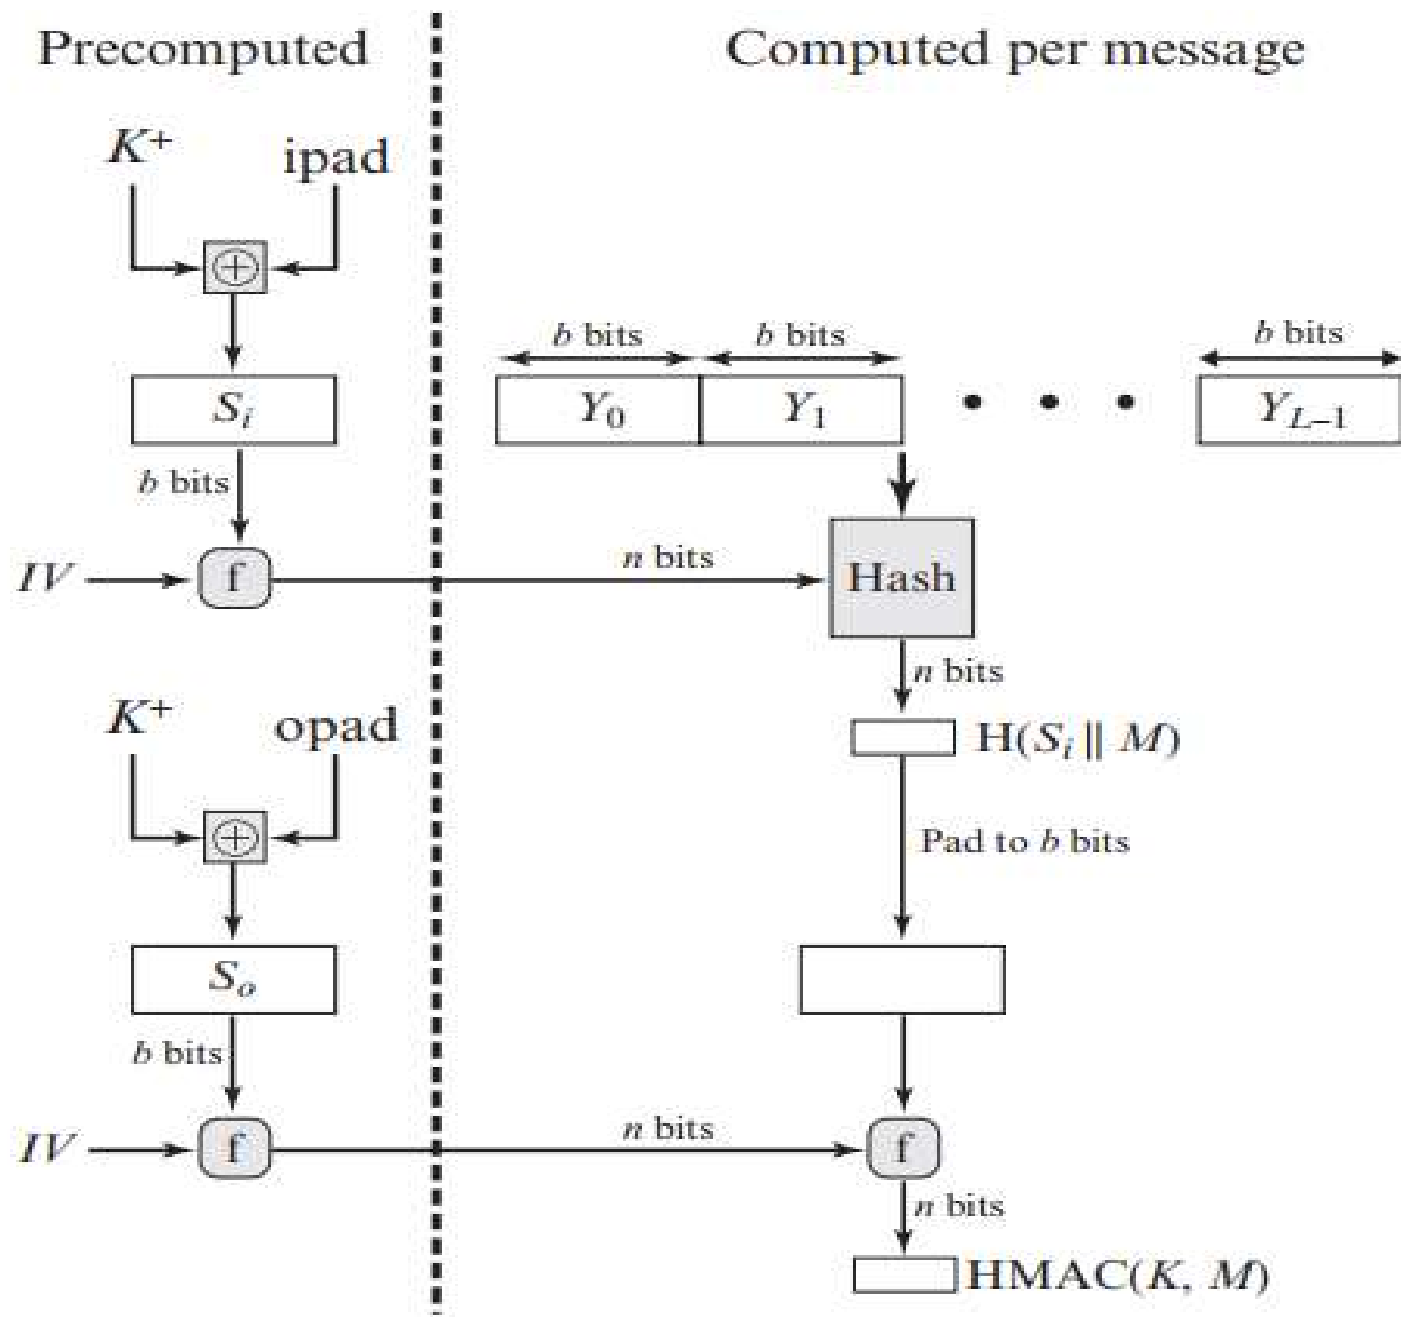 Precomputed
Computed per message
K+ ipad
⊕
b bits b bits b bits
Si
Y0 Y1 • • • YL–1
b bits
IV f n bits Hash
n bits
K+ opad
H(Si || M)
⊕
Pad to b bits
So
b bits
IV f n bits f
n bits
HMAC(K, M)